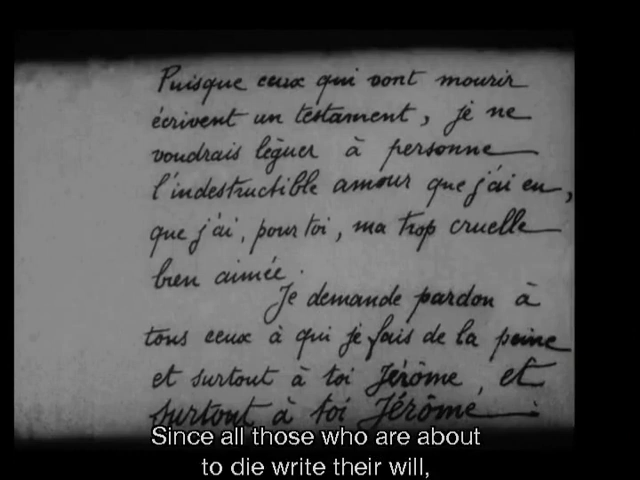 Puisque ceux qui vont mourir
écrivent un testament, je ne
voudrais léguer à personne
l'indestructible amour que j'ai eu,
que j'ai, pour toi, ma trop cruelle
bien aimée.
Je demande pardon à
tous ceux à qui je fais de la peine
et surtout à toi Jérôme, et
surtout à toi Jérôme
Since all those who are about
to die write their will,